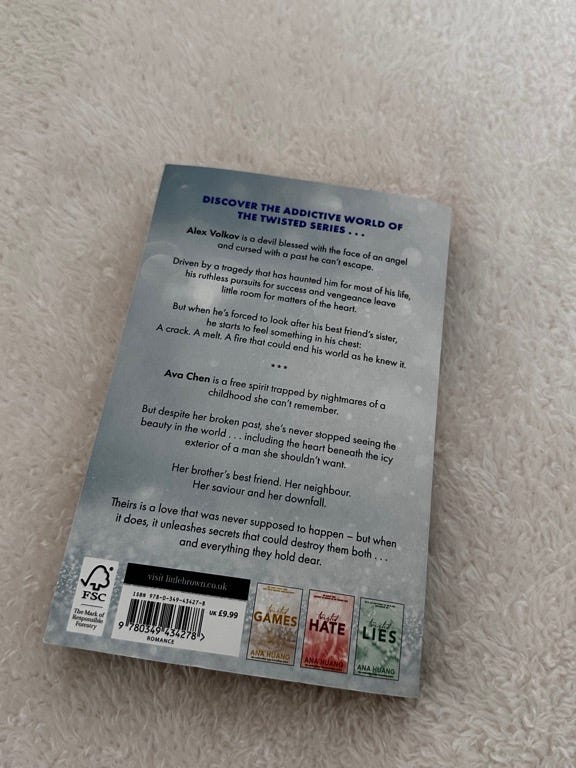 DISCOVER THE ADDICTIVE WORLD OF
THE TWISTED SERIES . . .
Alex Volkov is a devil blessed with the face of an angel
and cursed with a past he can't escape.
Driven by a tragedy that has haunted him for most of his life,
his ruthless pursuits for success and vengeance leave
little room for matters of the heart.
But when he's forced to look after his best friend's sister,
he starts to feel something in his chest:
A crack. A melt. A fire that could end his world as he knew it.
***
Ava Chen is a free spirit trapped by nightmares of a
childhood she can't remember.
But despite her broken past, she's never stopped seeing the
beauty in the world . . . including the heart beneath the icy
exterior of a man she shouldn't want.
Her brother's best friend. Her neighbour.
Her saviour and her downfall.
Theirs is a love that was never supposed to happen – but when
it does, it unleashes secrets that could destroy them both . . .
and everything they hold dear.
FSC
The Mark of
Responsible
Forestry
visit littlebrown.co.uk
ISBN 978-0-349-43427-8
UK £9.99
9 780349 434278 >
ROMANCE
twisted
GAMES
ANA HUANG
twisted
HATE
ANA HUANG
twisted
LIES
ANA HUANG